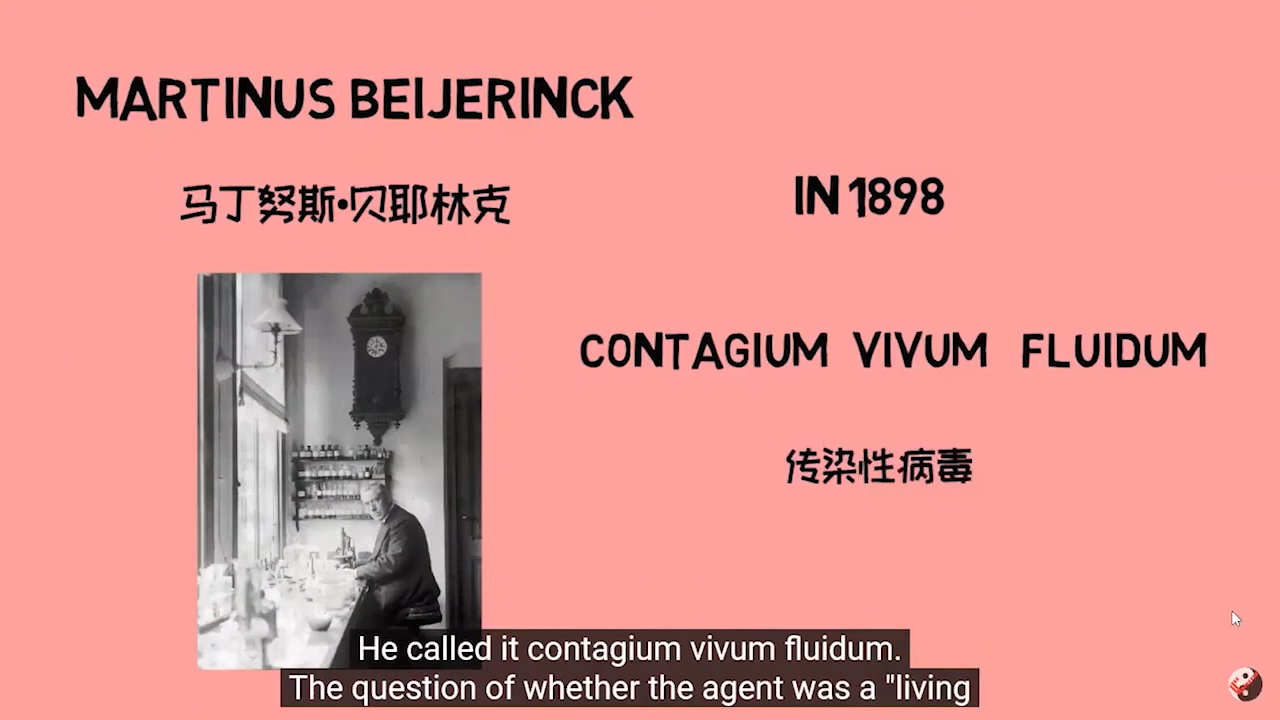 MARTINUS BEIJERINCK
马丁努斯•贝耶林克
IN 1898
CONTAGIUM VIVUM FLUIDUM
传染性病毒
He called it contagium vivum fluidum.
The question of whether the agent was a "living